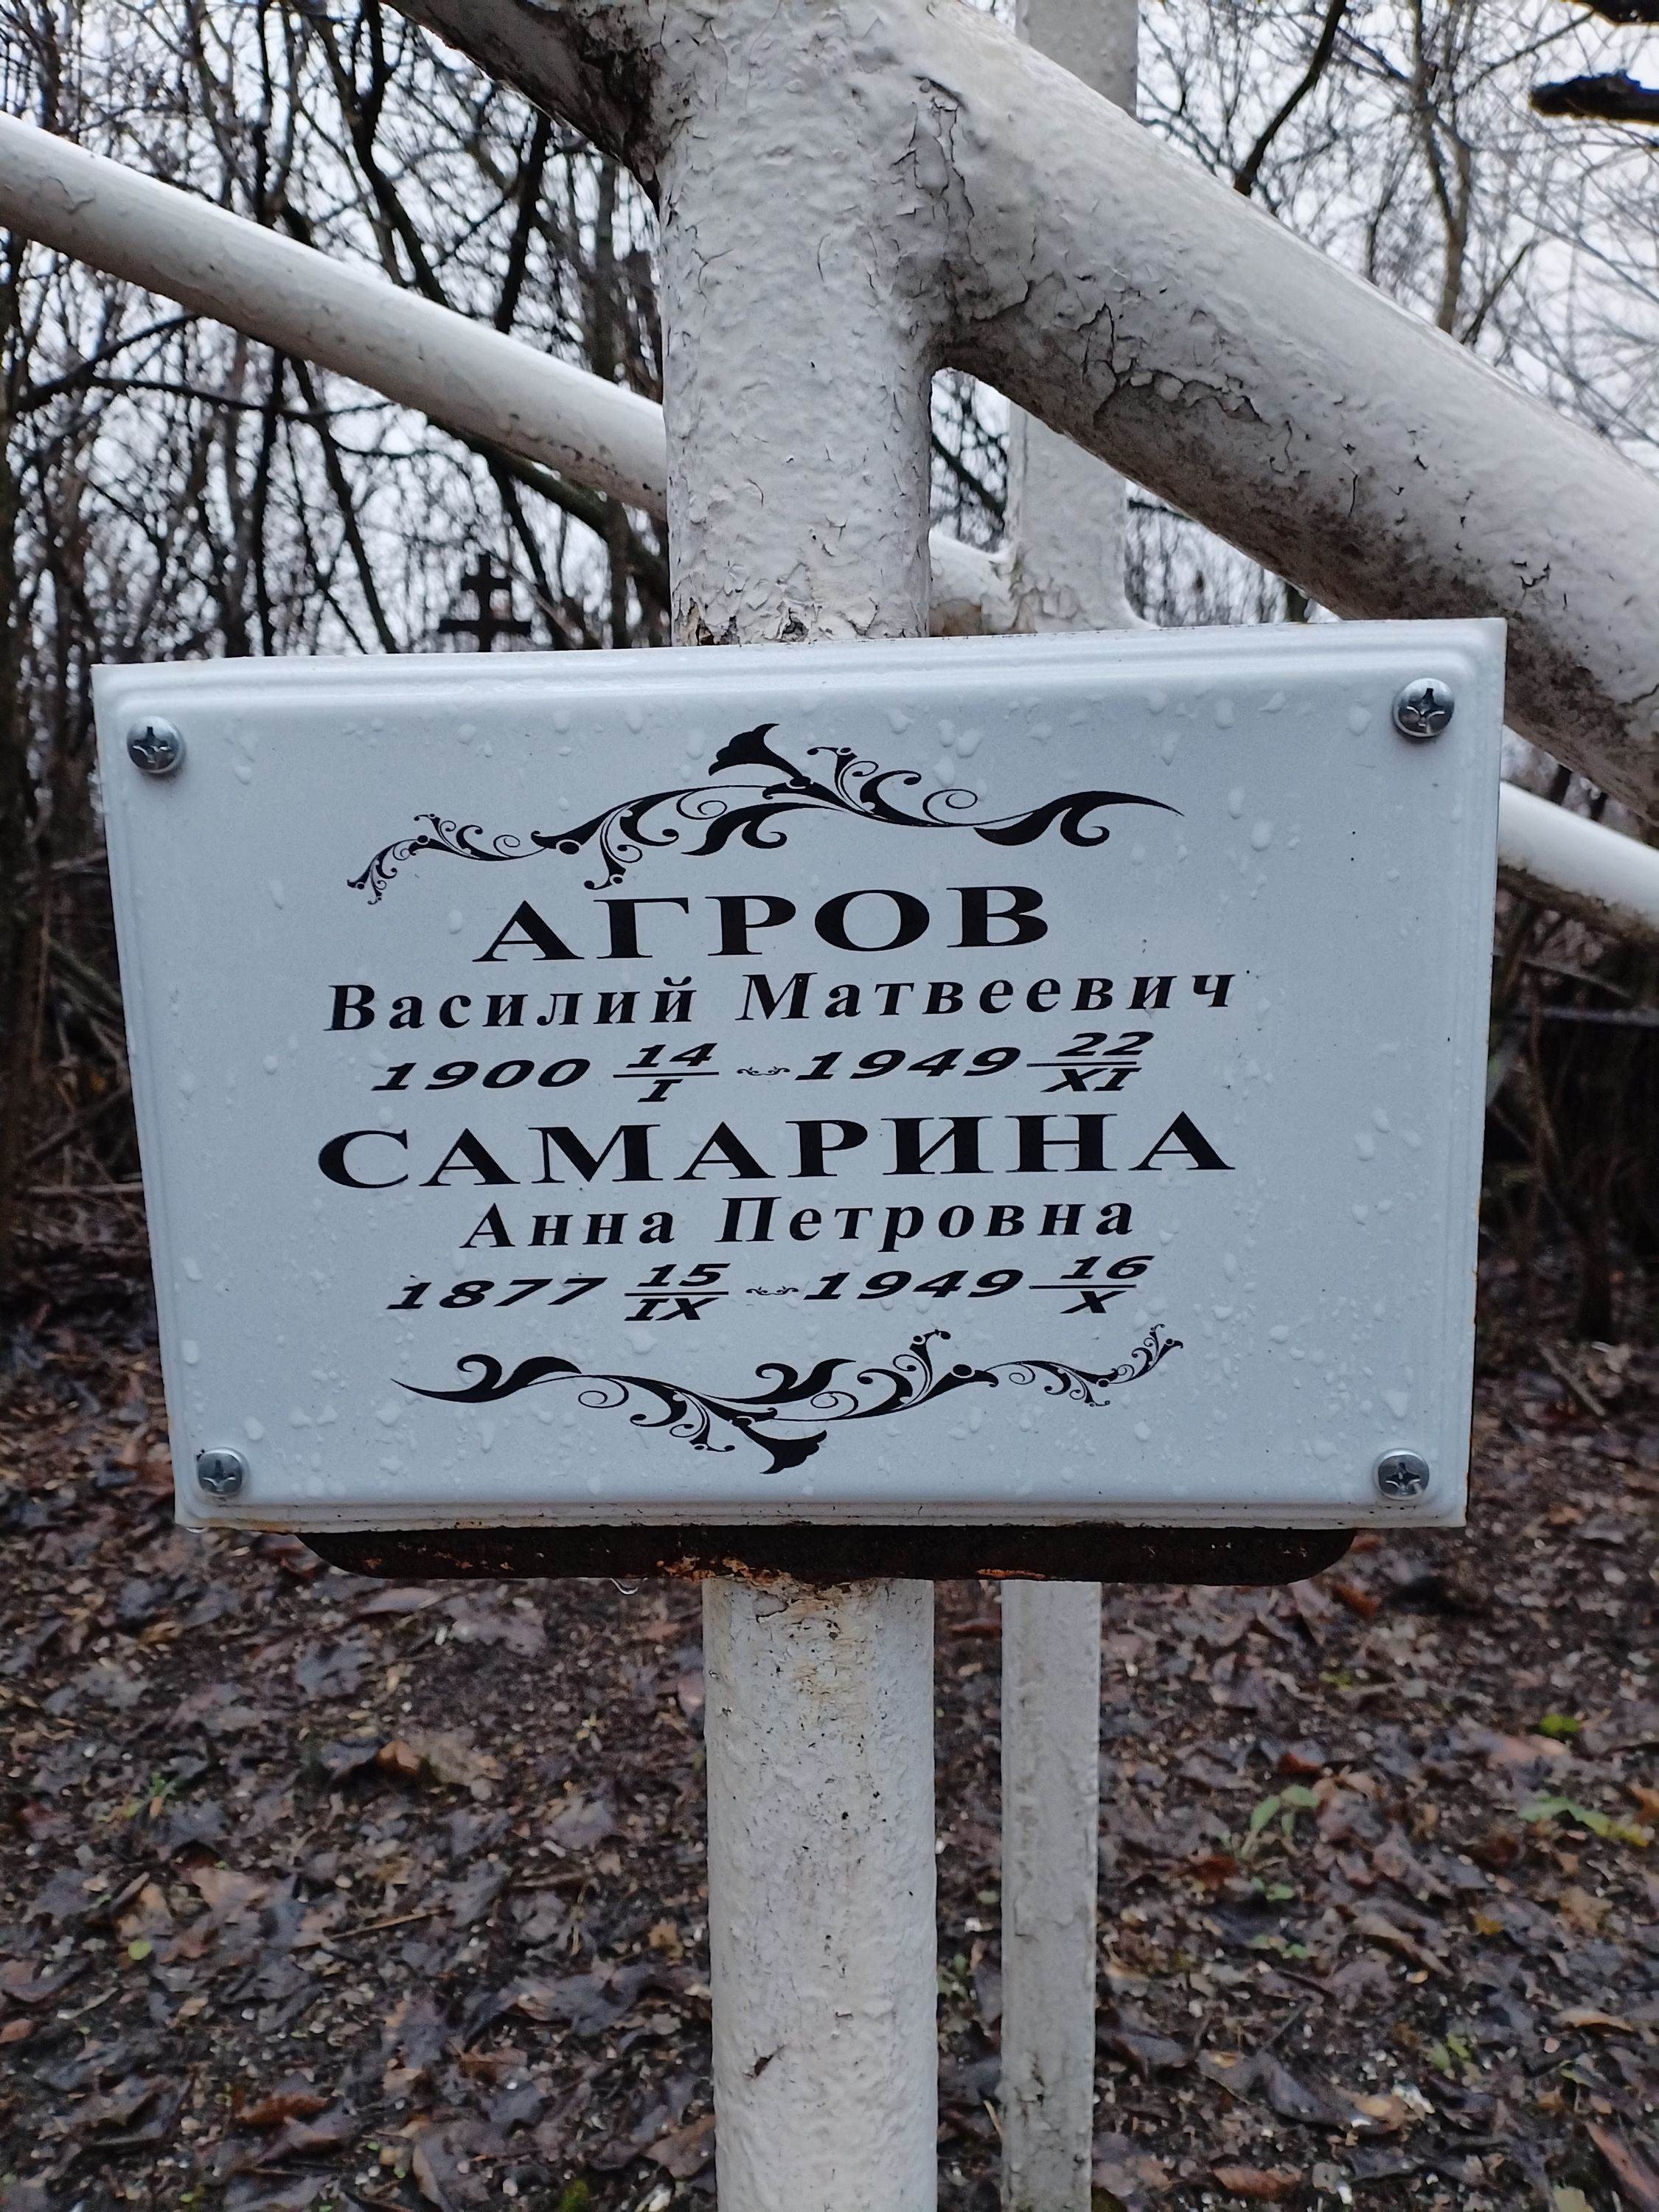 АГРОВ
Василий Матвеевич
1900 14/I ~ 1949 22/XI
САМАРИНА
Анна Петровна
1877 15/IX ~ 1949 16/X